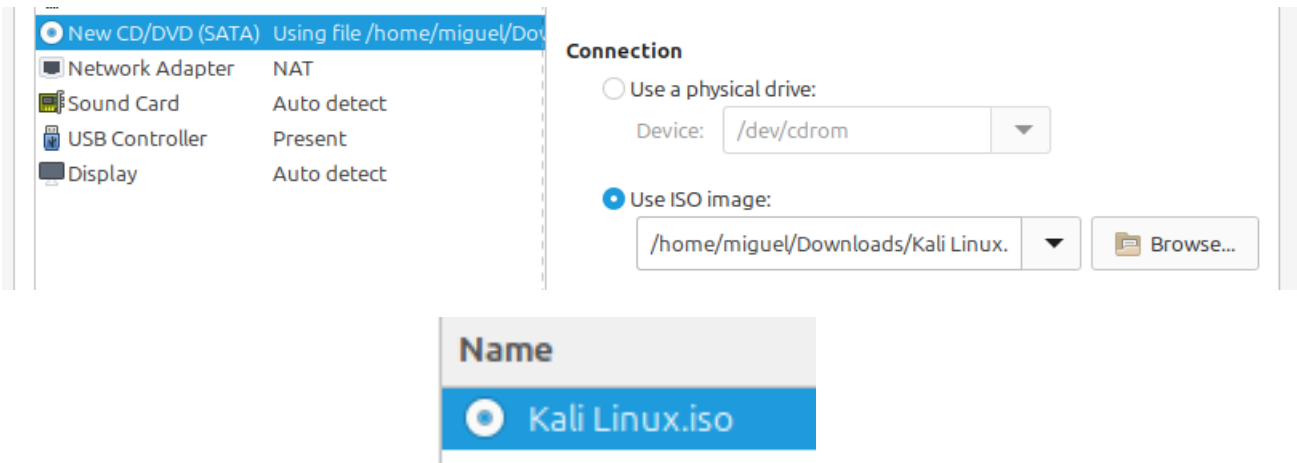 New CD/DVD (SATA) Using file /home/miguel/Dov
Network Adapter NAT
Sound Card Auto detect
USB Controller Present
Display Auto detect
Connection
Use a physical drive:
Device: /dev/cdrom
Use ISO image:
/home/miguel/Downloads/Kali Linux. Browse...
Name
Kali Linux.iso